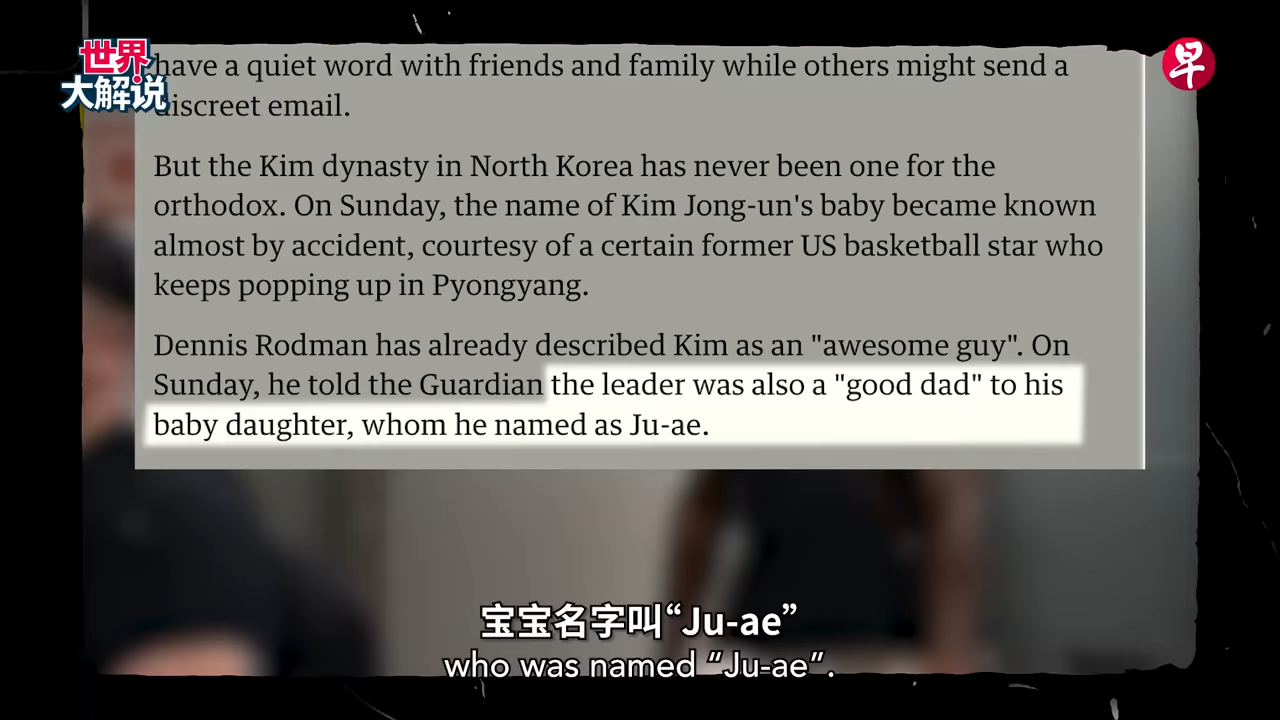 世界
大解说
早
have a quiet word with friends and family while others might send a
discreet email.
But the Kim dynasty in North Korea has never been one for the
orthodox. On Sunday, the name of Kim Jong-un's baby became known
almost by accident, courtesy of a certain former US basketball star who
keeps popping up in Pyongyang.
Dennis Rodman has already described Kim as an "awesome guy". On
Sunday, he told the Guardian the leader was also a "good dad" to his
baby daughter, whom he named as Ju-ae.
宝宝名字叫“Ju-ae”
who was named “Ju-ae”.